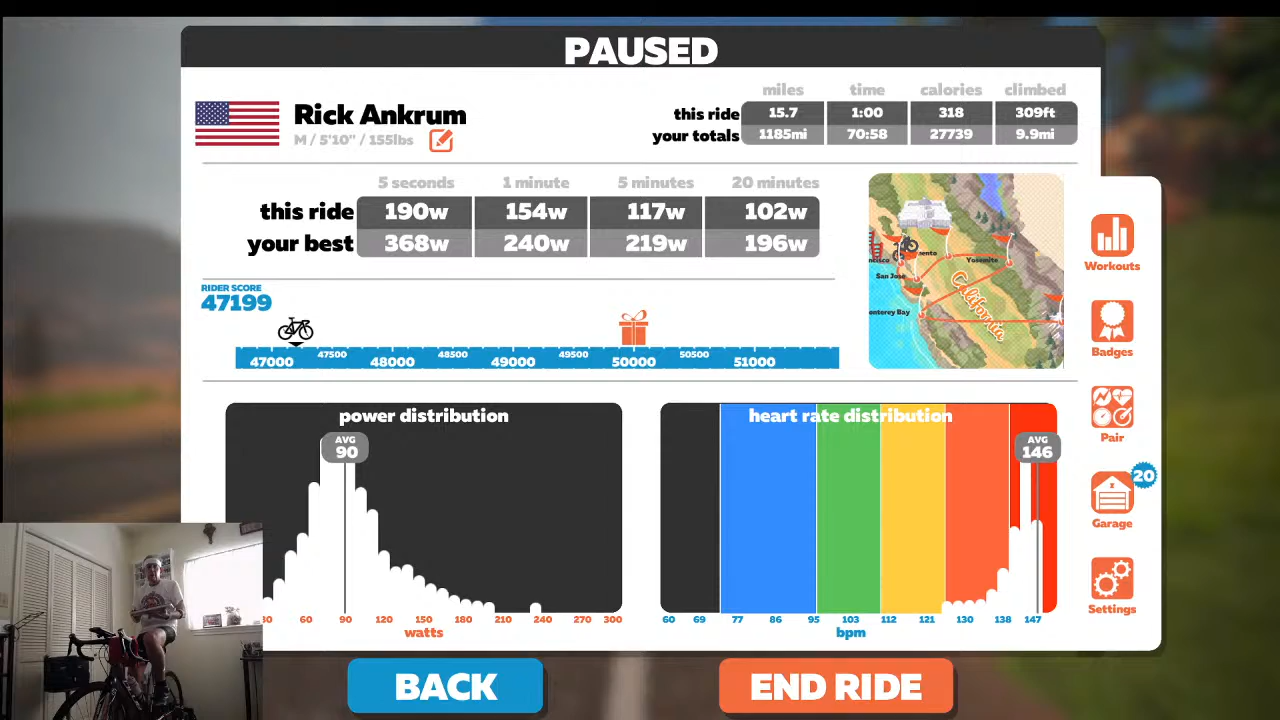 PAUSED
Rick Ankrum
M / 5'10" / 155lbs
miles time calories climbed
this ride 15.7 1:00 318 309ft
your totals 1185mi 70:58 27739 9.9mi
5 seconds 1 minute 5 minutes 20 minutes
this ride 190w 154w 117w 102w
your best 368w 240w 219w 196w
RIDER SCORE
47199
47000 47500 48000 48500 49000 49500 50000 50500 51000
Yosemite
San Jose
California
Workouts
Badges
Pair
20
Garage
Settings
power distribution
AVG
90
60 90 120 150 180 210 240 270 300
watts
heart rate distribution
AVG
146
60 69 77 86 95 103 112 121 130 138 147
bpm
BACK
END RIDE